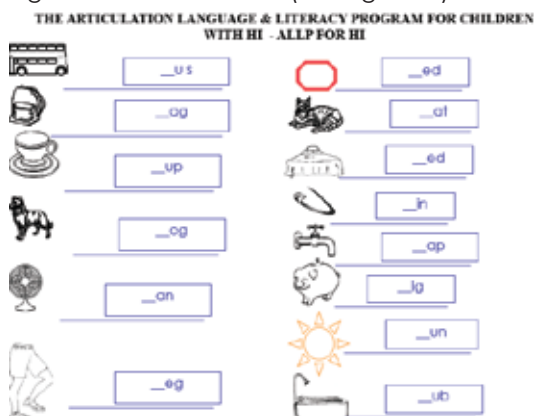 THE ARTICULATION LANGUAGE & LITERACY PROGRAM FOR CHILDREN
WITH HI - ALLP FOR HI
__us
__ag
__up
__og
__an
__eg
__ed
__at
__ed
__in
__ap
__ig
__un
__ub